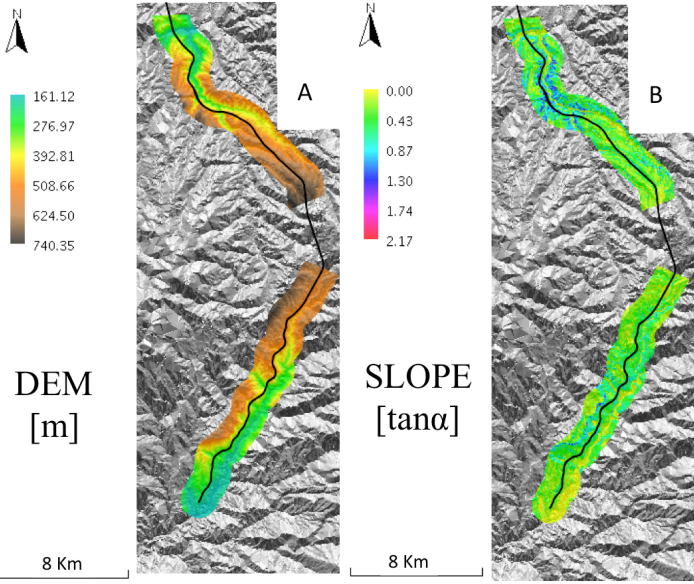 N
N
A
B
161.12
276.97
392.81
508.66
624.50
740.35
0.00
0.43
0.87
1.30
1.74
2.17
DEM
[m]
SLOPE
[tanα]
8 Km
8 Km